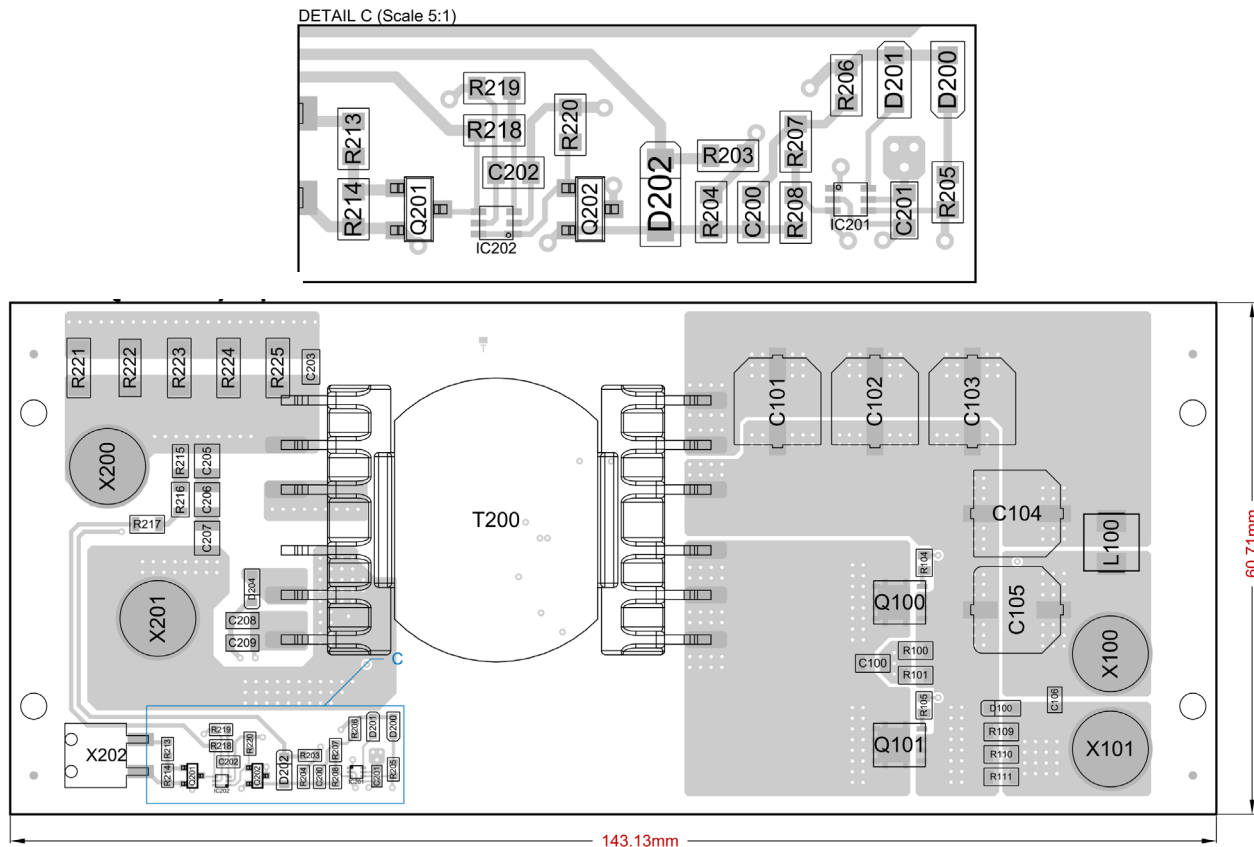 DETAIL C (Scale 5:1)
R219
R218
R220
C202
R213
R214
Q201
IC202
Q202
D202
R203
R204
C200
R207
R208
R206
D201
D200
IC201
C201
R205
R221
R222
R223
R224
R225
C203
X200
R215
C205
R216
C206
R217
C207
X201
D204
C208
C209
T200
C101
C102
C103
C104
L100
C105
R104
Q100
C100
R100
R101
R105
Q101
D100
C106
R109
R110
R111
X100
X101
C
X202
R213
R214
Q201
R219
R218
C202
IC202
R220
Q202
D202
R203
R204
C200
R207
R208
R206
D201
D200
C201
R205
143.13mm
60.71mm